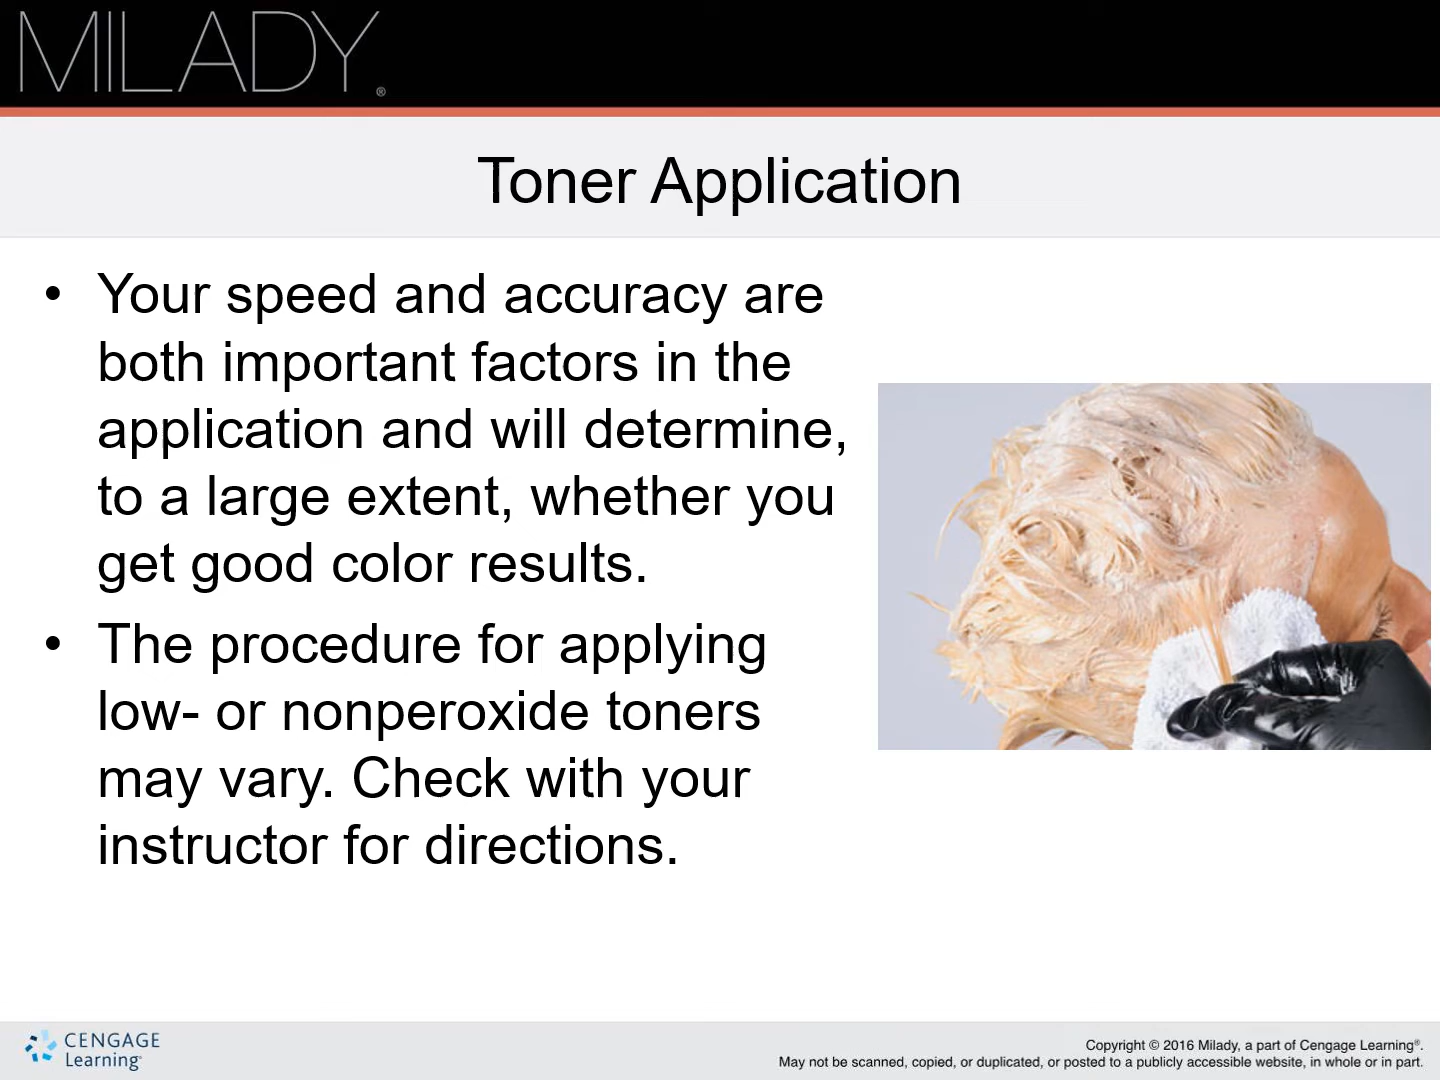 MILADY®
Toner Application
• Your speed and accuracy are
both important factors in the
application and will determine,
to a large extent, whether you
get good color results.
• The procedure for applying
low- or nonperoxide toners
may vary. Check with your
instructor for directions.
CENGAGE
Learning®
Copyright © 2016 Milady, a part of Cengage Learning®.
May not be scanned, copied, or duplicated, or posted to a publicly accessible website, in whole or in part.